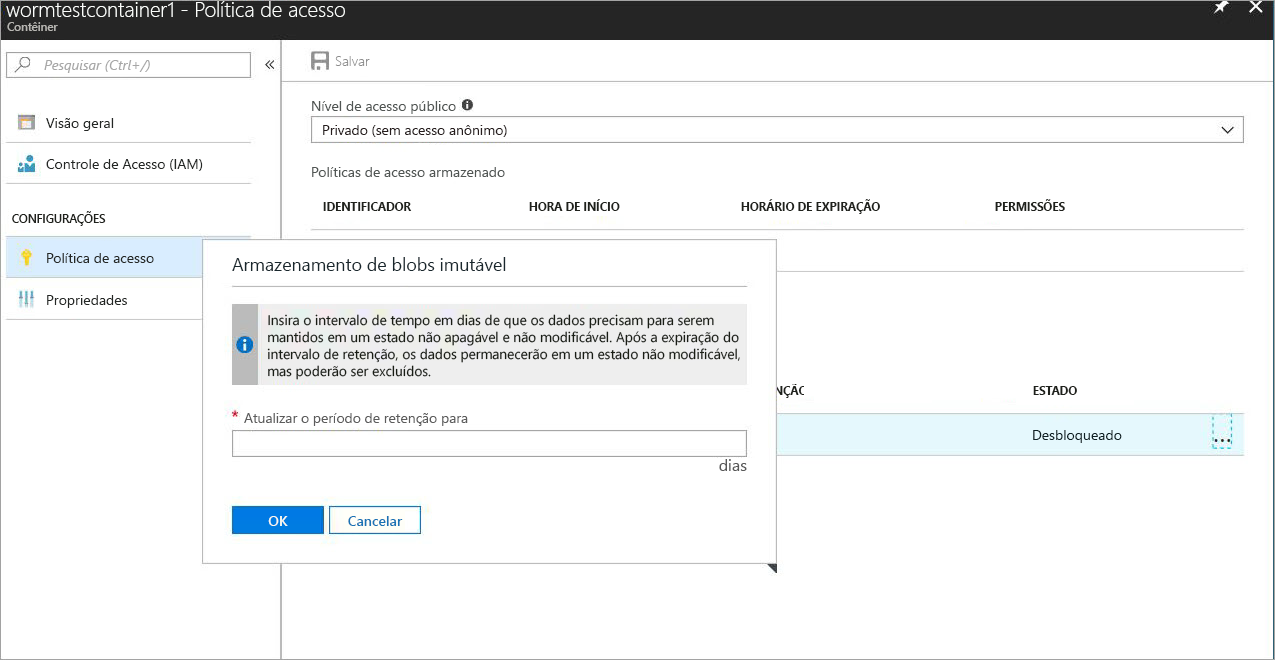 wormtestcontainer1 - Política de acesso
Contêiner
Pesquisar (Ctrl+/)
Visão geral
Controle de Acesso (IAM)
CONFIGURAÇÕES
Política de acesso
Propriedades
Salvar
Nível de acesso público
Privado (sem acesso anônimo)
Políticas de acesso armazenado
IDENTIFICADOR HORA DE INÍCIO HORÁRIO DE EXPIRAÇÃO PERMISSÕES
Armazenamento de blobs imutável
Insira o intervalo de tempo em dias de que os dados precisam para serem
mantidos em um estado não apagável e não modificável. Após a expiração do
intervalo de retenção, os dados permanecerão em um estado não modificável,
mas poderão ser excluídos.
* Atualizar o período de retenção para
dias
OK Cancelar
NÇÃO ESTADO
Desbloqueado ...